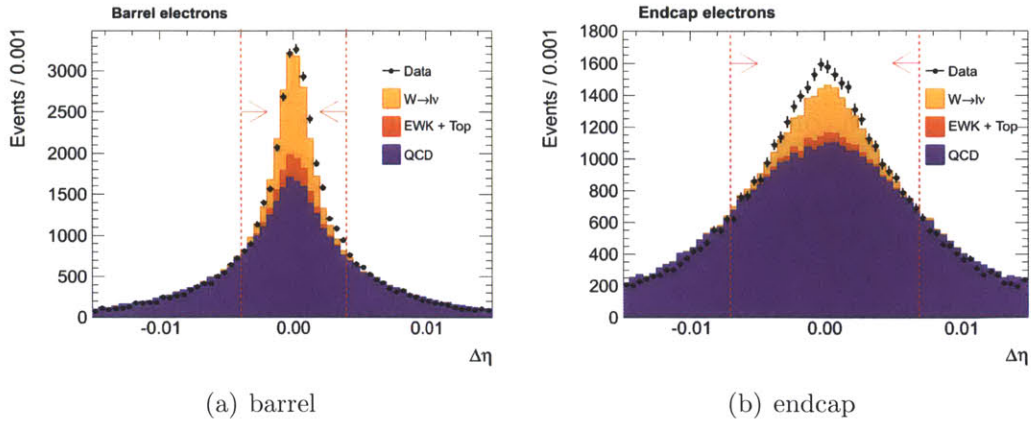 Barrel electrons
Events / 0.001
3000
2500
2000
1500
1000
500
0
-0.01
0.00
0.01
Δη
Data
W→lν
EWK + Top
QCD
(a) barrel
Endcap electrons
Events / 0.001
1800
1600
1400
1200
1000
800
600
400
200
0
-0.01
0.00
0.01
Δη
Data
W→lν
EWK + Top
QCD
(b) endcap